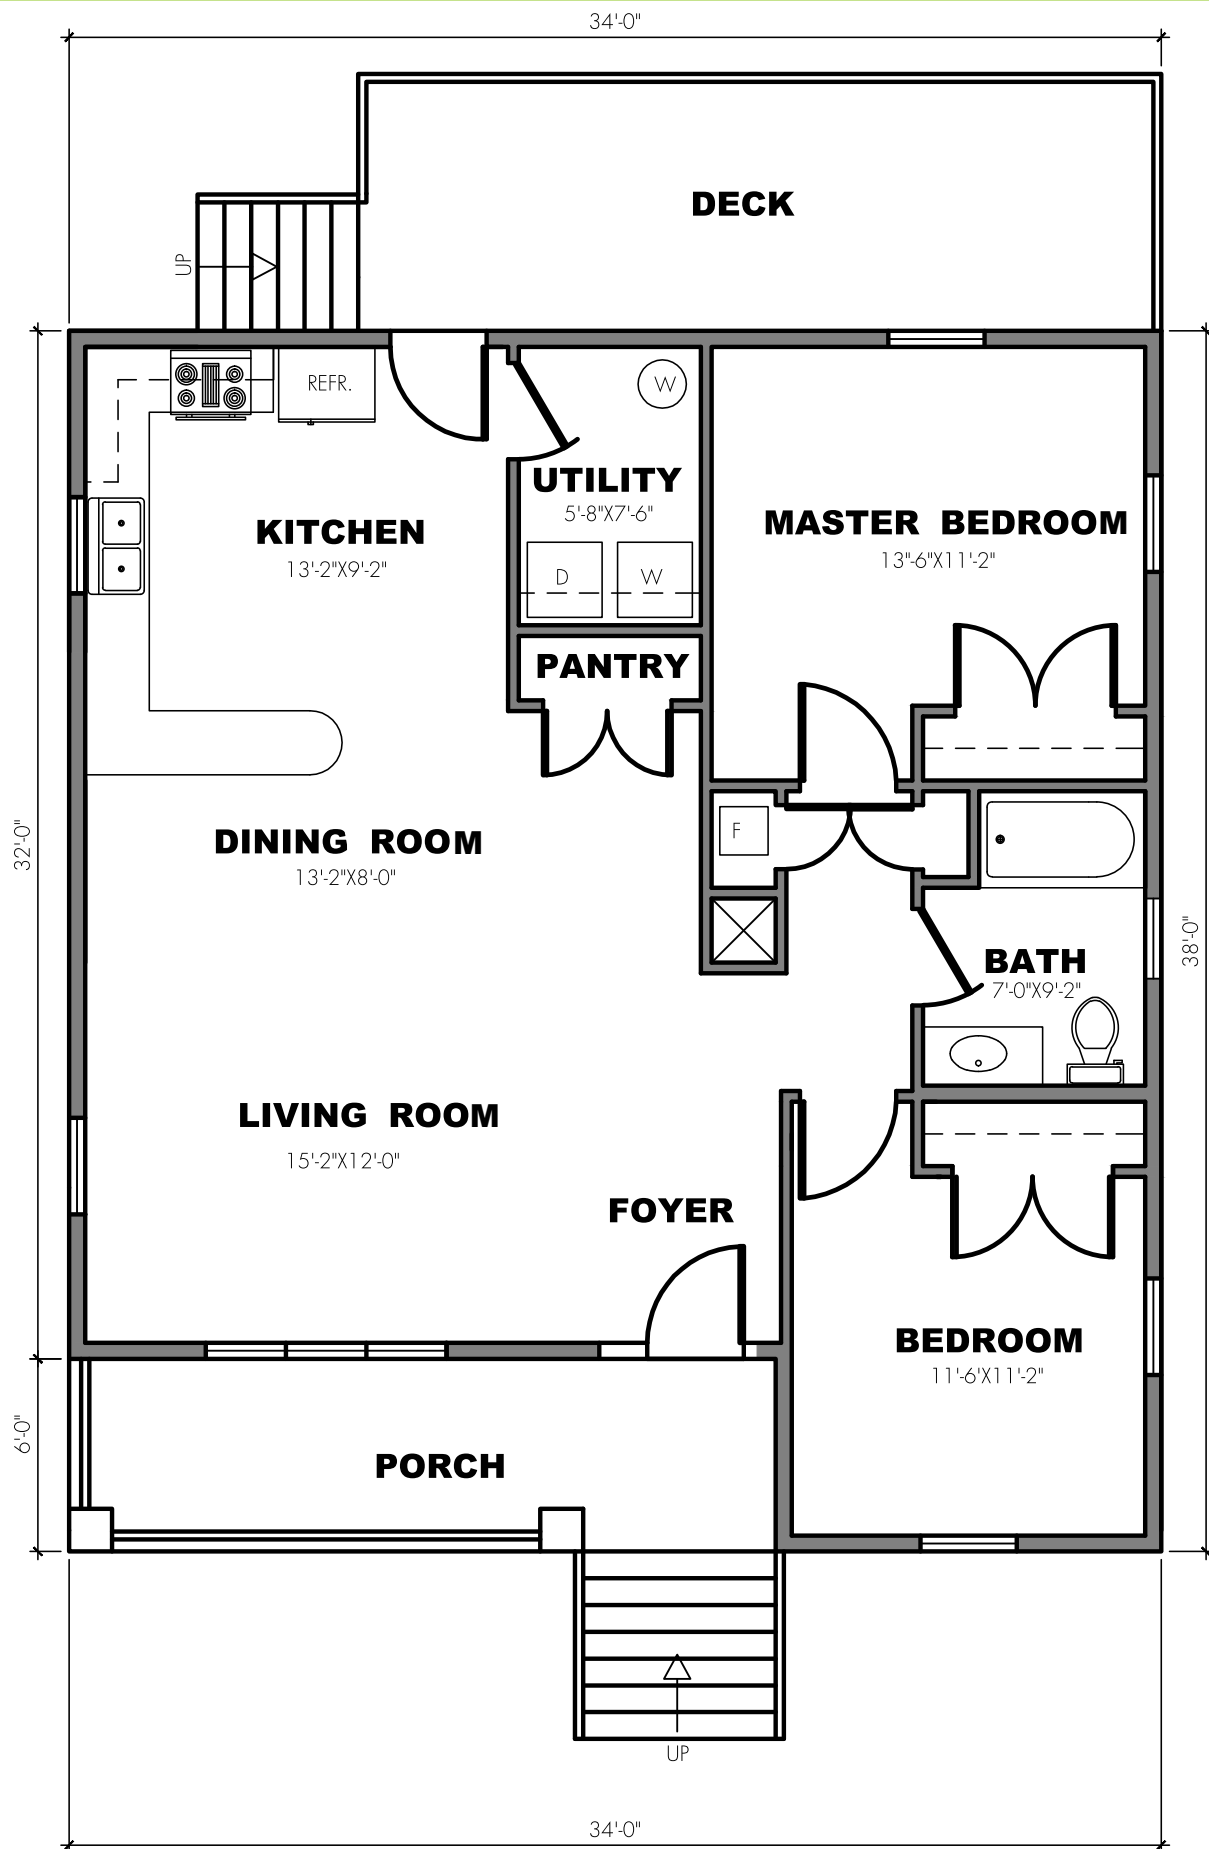 34'-0"
DECK
UP
REFR.
W
UTILITY
5'-8"X7'-6"
KITCHEN
13'-2"X9'-2"
MASTER BEDROOM
13"-6"X11'-2"
D
W
PANTRY
F
DINING ROOM
13'-2"X8'-0"
32'-0"
38'-0"
BATH
7'-0"X9'-2"
LIVING ROOM
15'-2"X12'-0"
FOYER
BEDROOM
11'-6'X11'-2"
6'-0"
PORCH
UP
34'-0"